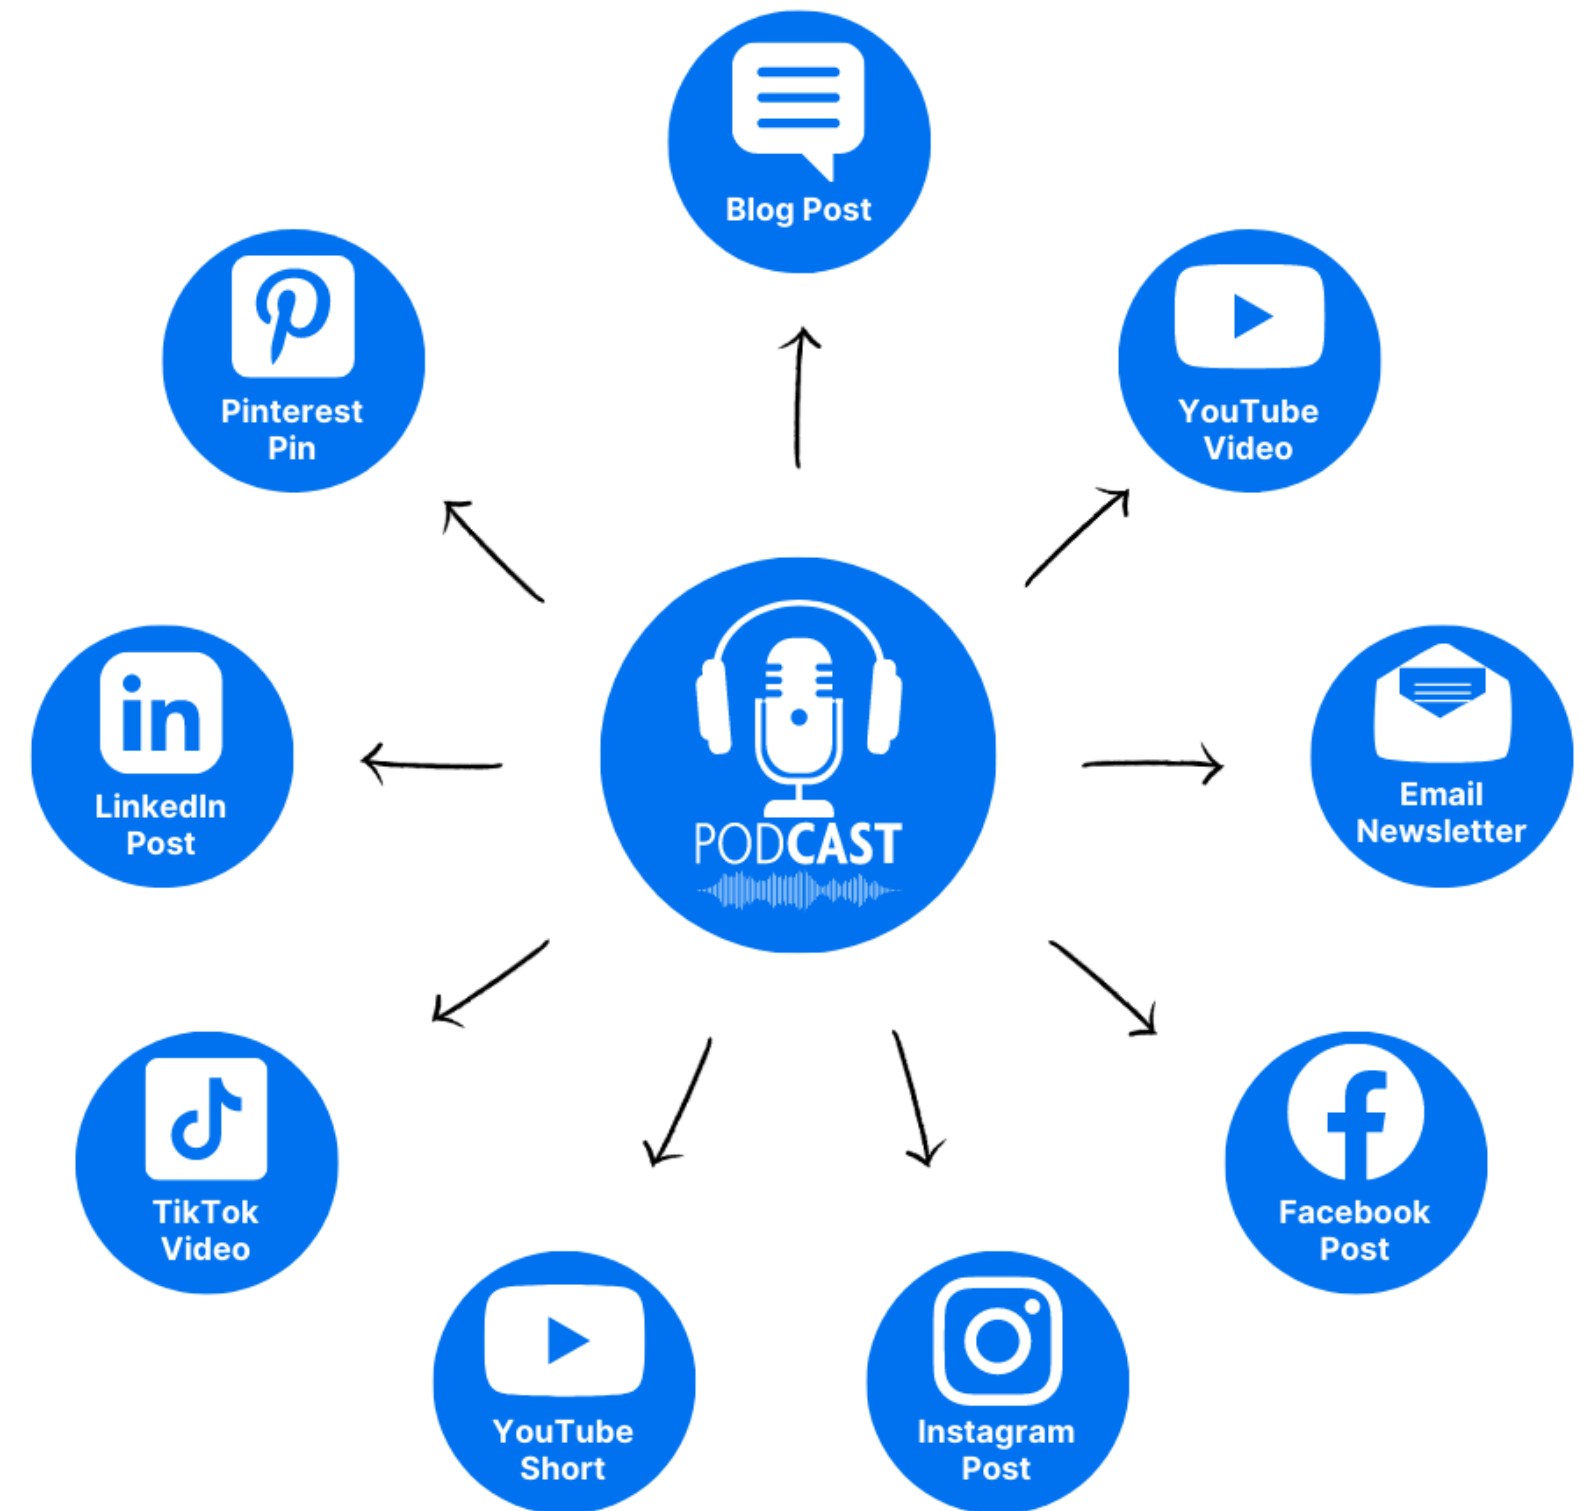 Blog Post
YouTube
Video
Email
Newsletter
Facebook
Post
Instagram
Post
YouTube
Short
TikTok
Video
in
LinkedIn
Post
Pinterest
Pin
PODCAST